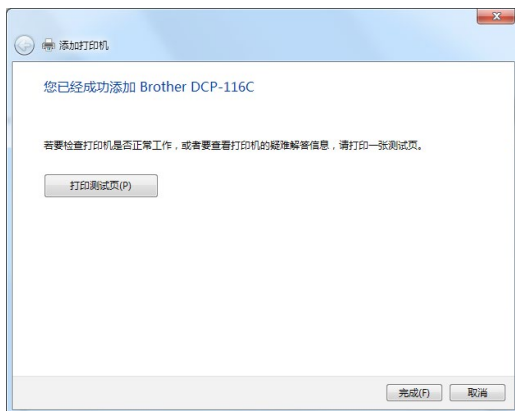 添加打印机
您已经成功添加 Brother DCP-116C
若要检查打印机是否正常工作，或者要查看打印机的疑难解答信息，请打印一张测试页。
打印测试页(P)
完成(F)
取消